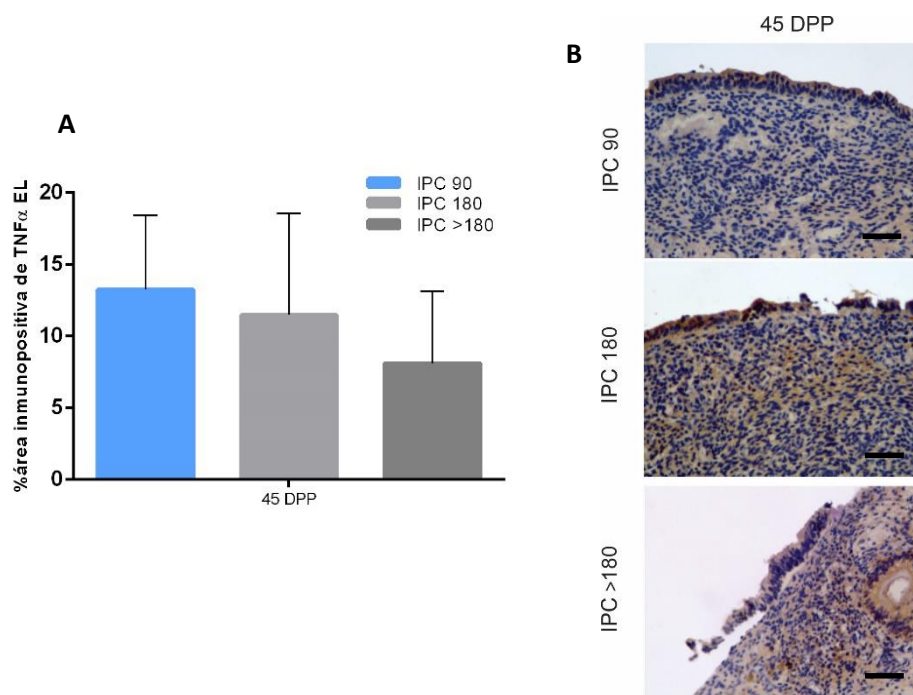 A
%área inmunopositiva de TNFα EL
20
15
10
5
0
IPC 90
IPC 180
IPC >180
45 DPP
B
45 DPP
IPC 90
IPC 180
IPC >180